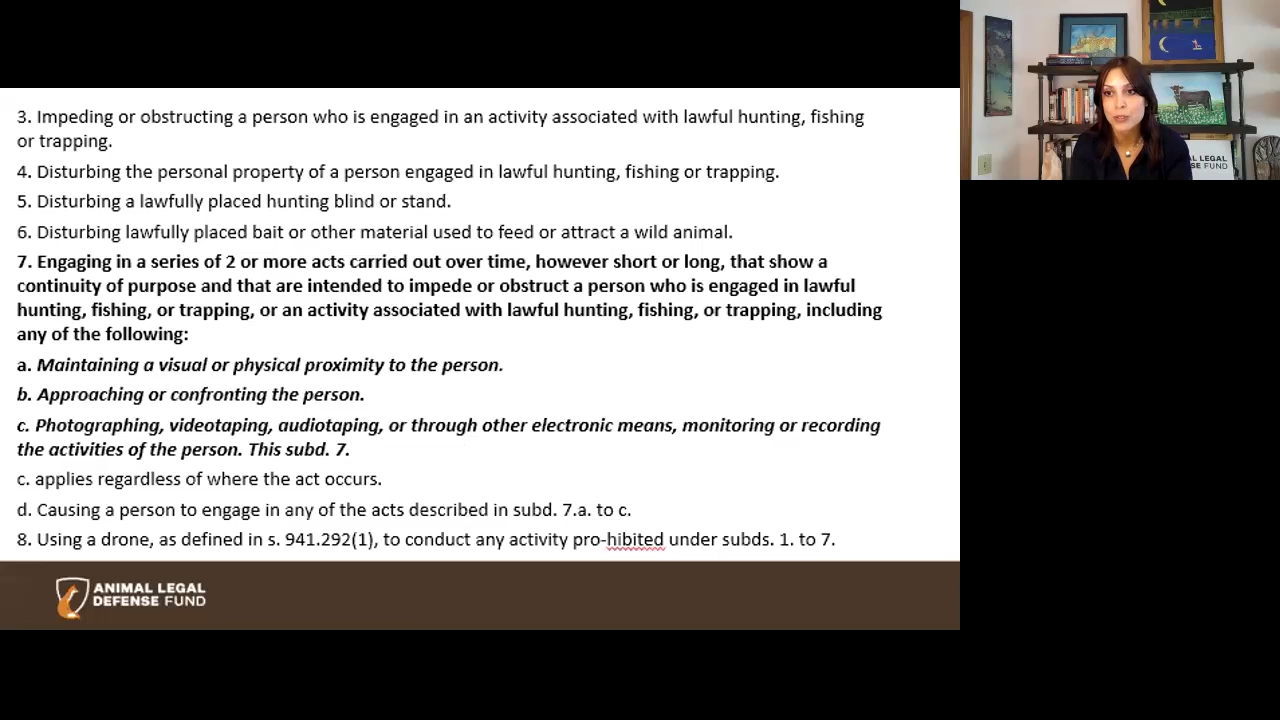 3. Impeding or obstructing a person who is engaged in an activity associated with lawful hunting, fishing
or trapping.
4. Disturbing the personal property of a person engaged in lawful hunting, fishing or trapping.
5. Disturbing a lawfully placed hunting blind or stand.
6. Disturbing lawfully placed bait or other material used to feed or attract a wild animal.
7. Engaging in a series of 2 or more acts carried out over time, however short or long, that show a
continuity of purpose and that are intended to impede or obstruct a person who is engaged in lawful
hunting, fishing, or trapping, or an activity associated with lawful hunting, fishing, or trapping, including
any of the following:
a. Maintaining a visual or physical proximity to the person.
b. Approaching or confronting the person.
c. Photographing, videotaping, audiotaping, or through other electronic means, monitoring or recording
the activities of the person. This subd. 7.
c. applies regardless of where the act occurs.
d. Causing a person to engage in any of the acts described in subd. 7.a. to c.
8. Using a drone, as defined in s. 941.292(1), to conduct any activity pro-hibited under subds. 1. to 7.
ANIMAL LEGAL
DEFENSE FUND
LEGAL
SE FUND